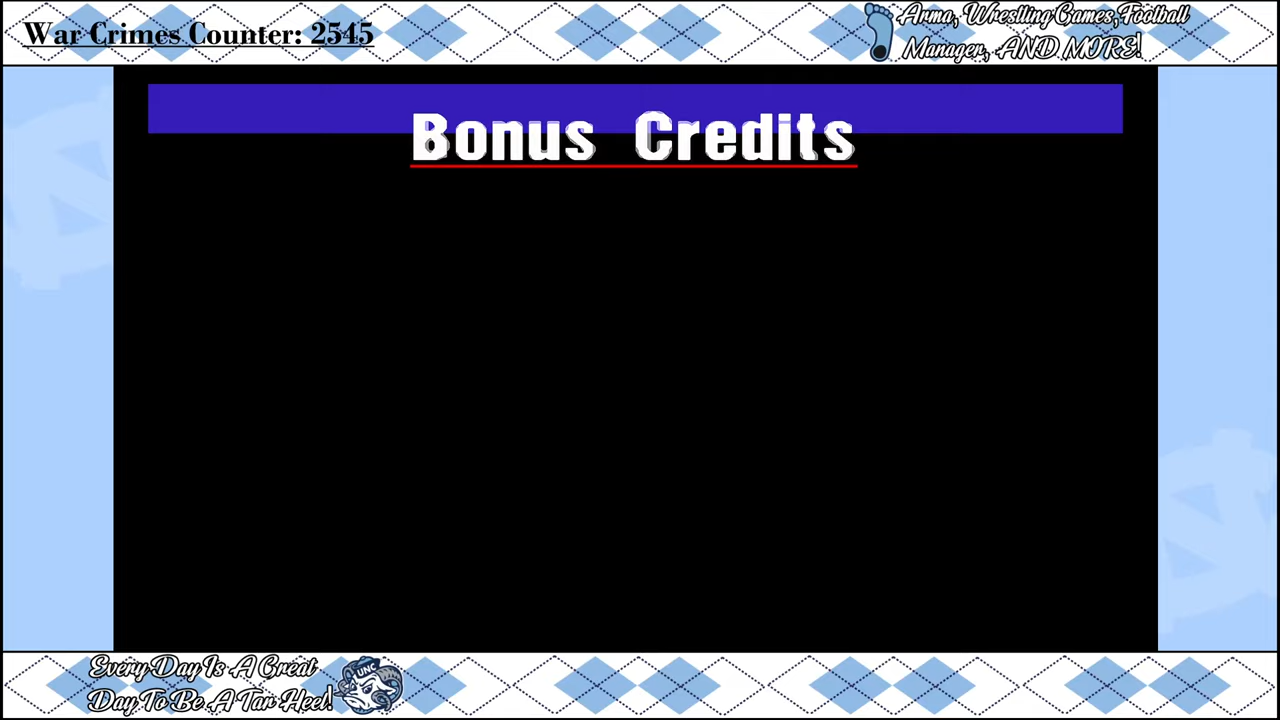 War Crimes Counter: 2545
Arma, Wrestling Games,Football
Manager, AND MORE!
Bonus Credits
Every Day Is A Great
Day To Be A Tar Heel!
UNC